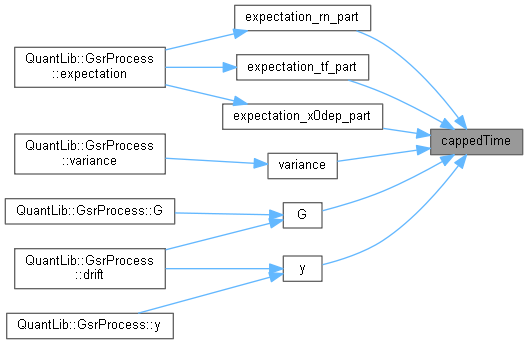 expectation_rn_part
QuantLib::GsrProcess
::expectation
expectation_tf_part
expectation_x0dep_part
cappedTime
QuantLib::GsrProcess
::variance
variance
QuantLib::GsrProcess::G
G
QuantLib::GsrProcess
::drift
y
QuantLib::GsrProcess::y